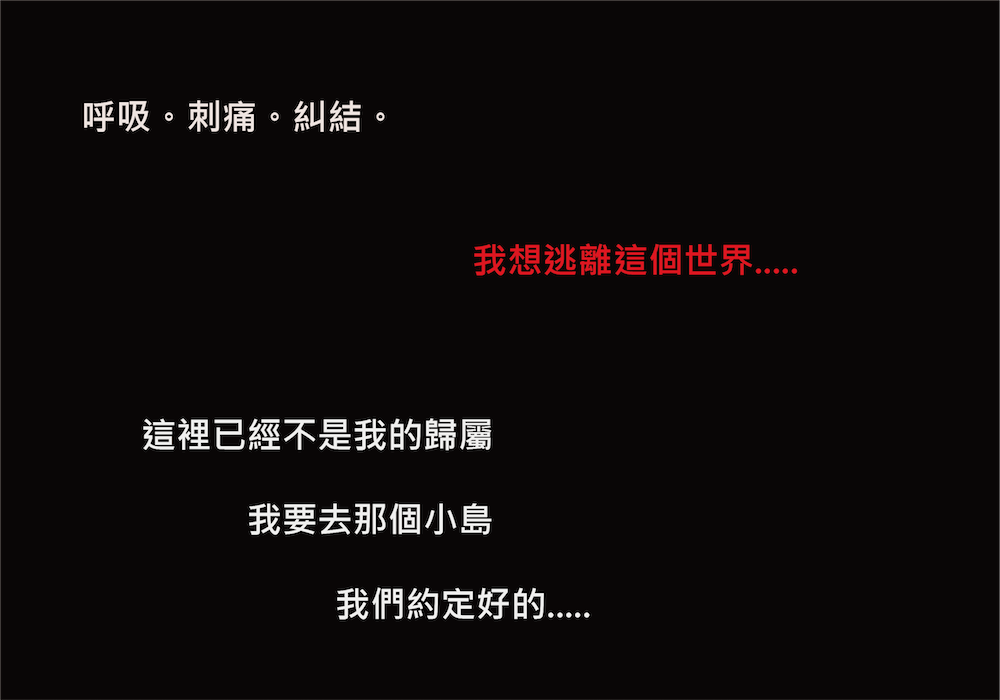 呼吸。刺痛。糾結。
我想逃離這個世界.....
這裡已經不是我的歸屬
我要去那個小島
我們約定好的.....